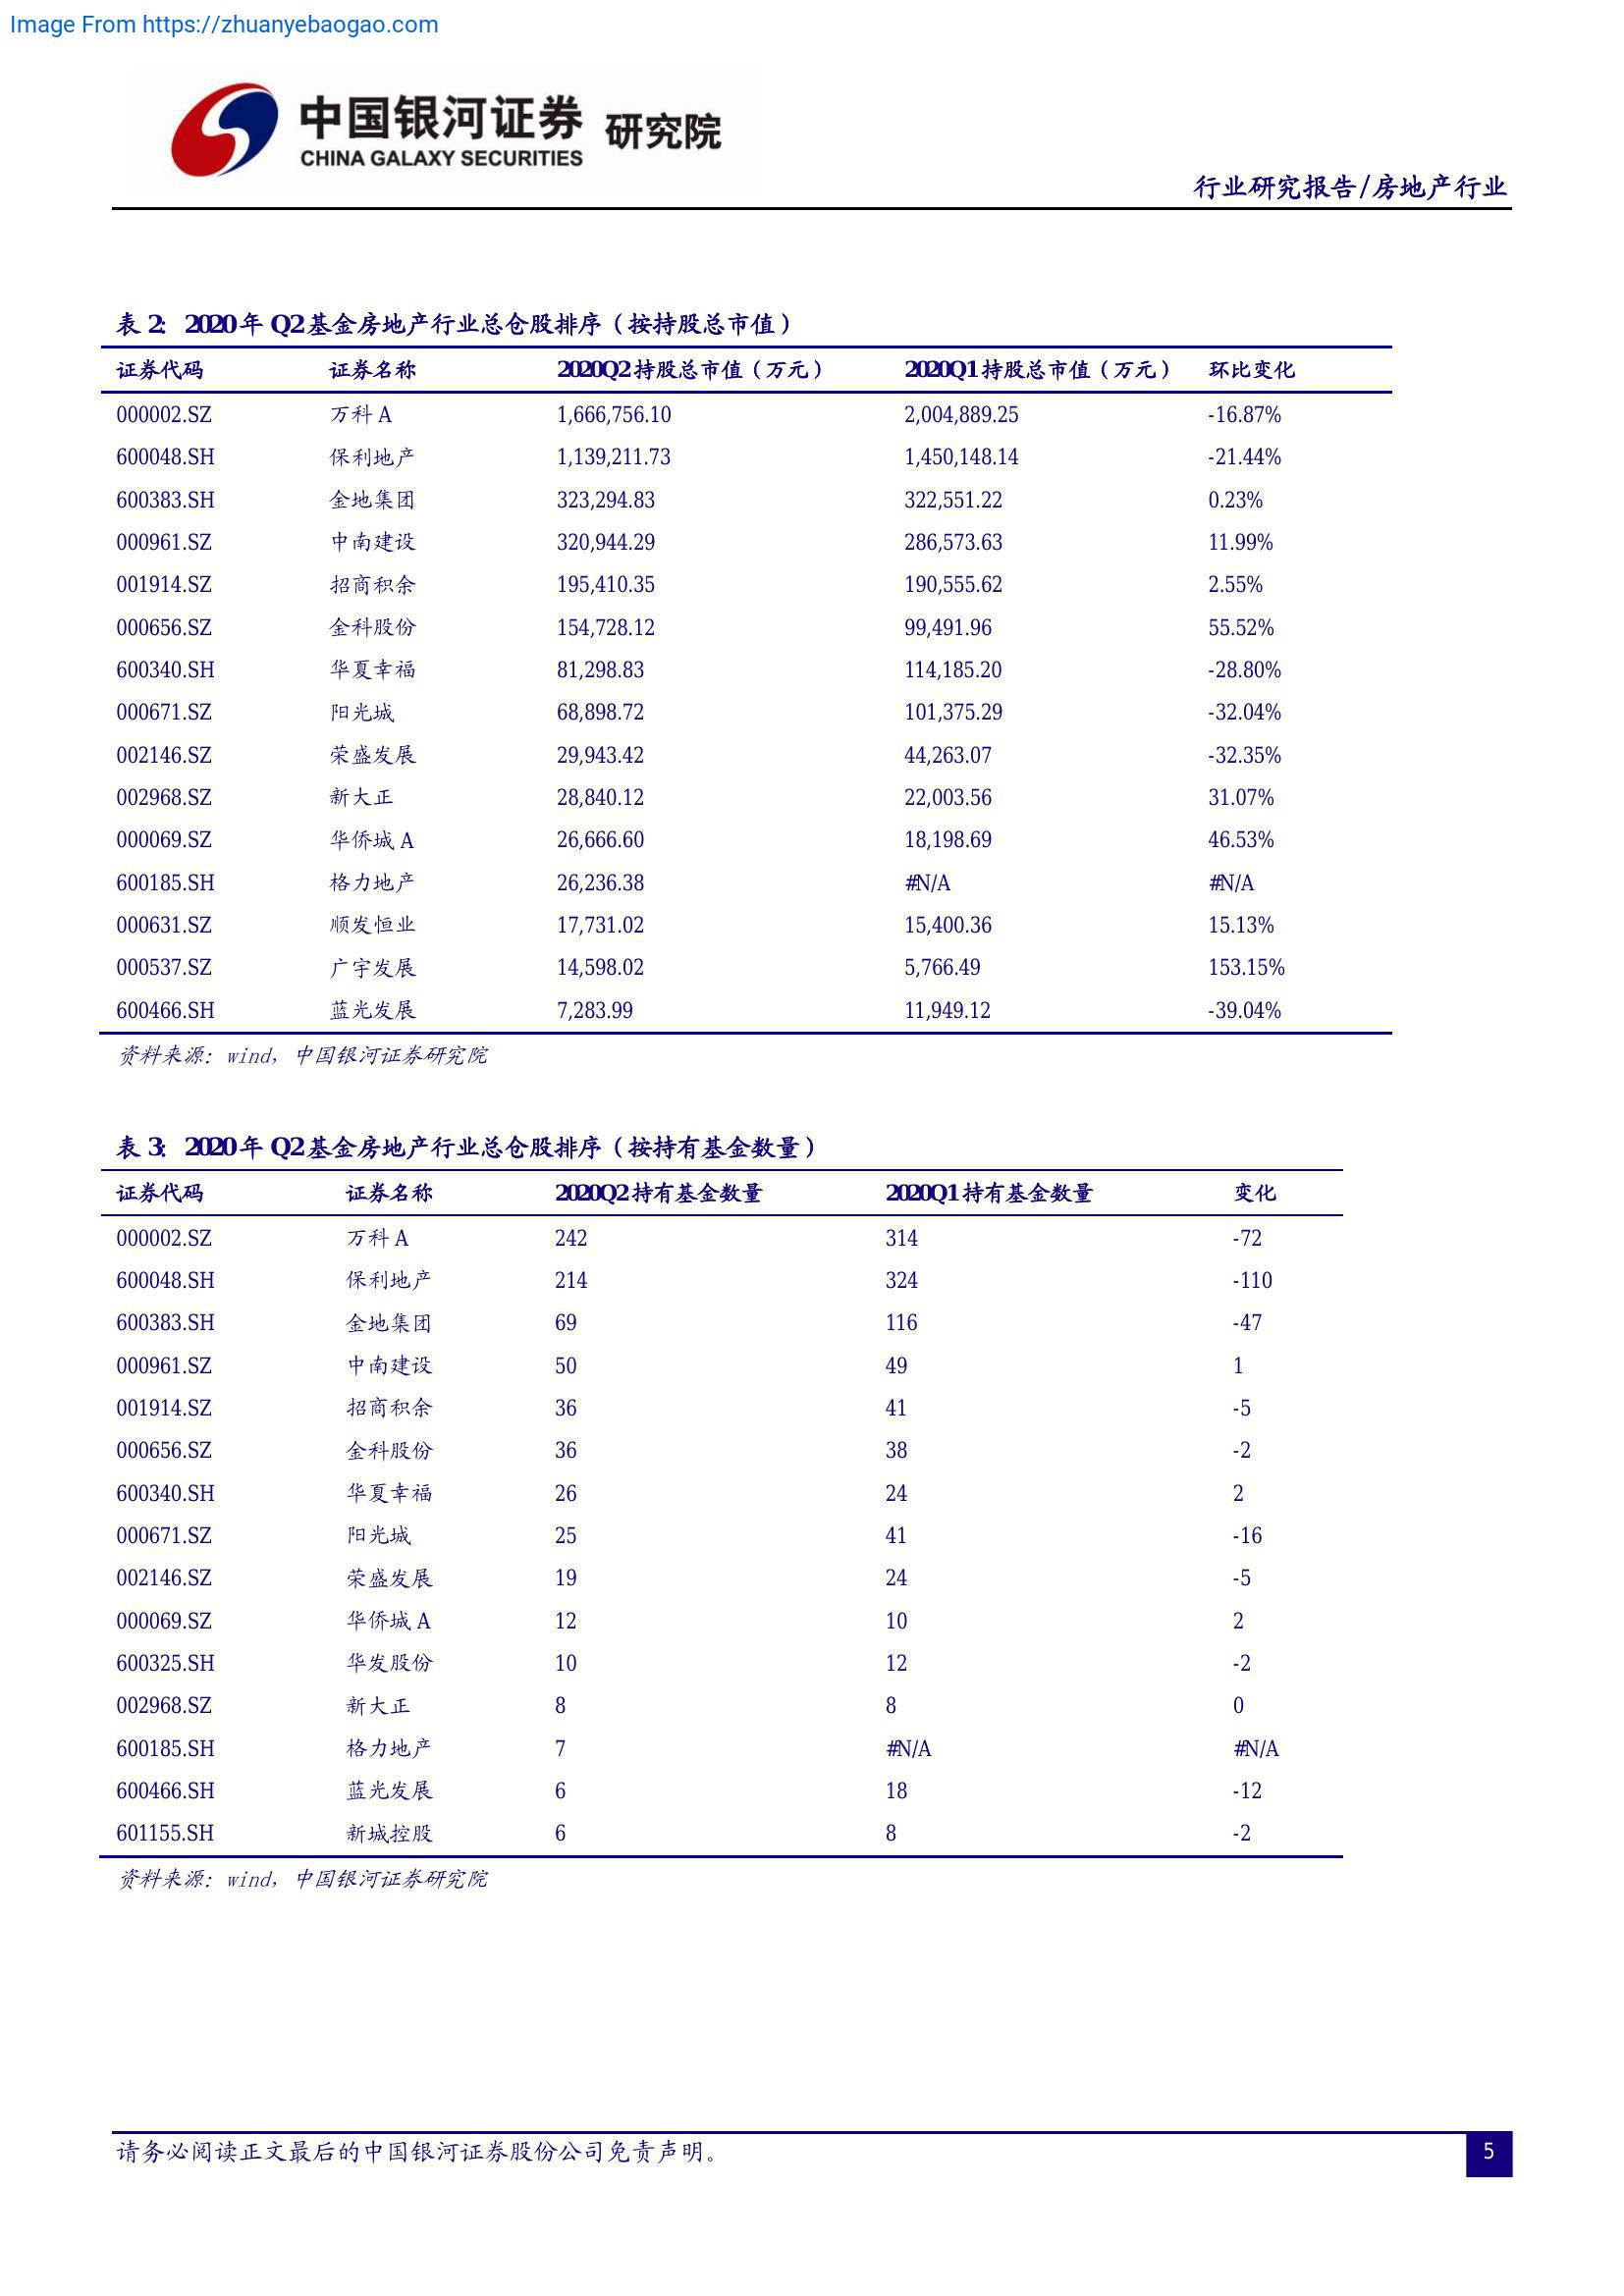 Image From https://zhuanyebaogao.com
中国银河证券 研究院
CHINA GALAXY SECURITIES
行业研究报告/房地产行业
表 2: 2020 年 Q2 基金房地产行业总仓股排序（按持股总市值）
证券代码 证券名称 2020Q2 持股总市值（万元） 2020Q1 持股总市值（万元） 环比变化
000002.SZ 万科 A 1,666,756.10 2,004,889.25 -16.87%
600048.SH 保利地产 1,139,211.73 1,450,148.14 -21.44%
600383.SH 金地集团 323,294.83 322,551.22 0.23%
000961.SZ 中南建设 320,944.29 286,573.63 11.99%
001914.SZ 招商积余 195,410.35 190,555.62 2.55%
000656.SZ 金科股份 154,728.12 99,491.96 55.52%
600340.SH 华夏幸福 81,298.83 114,185.20 -28.80%
000671.SZ 阳光城 68,898.72 101,375.29 -32.04%
002146.SZ 荣盛发展 29,943.42 44,263.07 -32.35%
002968.SZ 新大正 28,840.12 22,003.56 31.07%
000069.SZ 华侨城 A 26,666.60 18,198.69 46.53%
600185.SH 格力地产 26,236.38 #N/A #N/A
000631.SZ 顺发恒业 17,731.02 15,400.36 15.13%
000537.SZ 广宇发展 14,598.02 5,766.49 153.15%
600466.SH 蓝光发展 7,283.99 11,949.12 -39.04%
资料来源：wind，中国银河证券研究院
表 3: 2020 年 Q2 基金房地产行业总仓股排序（按持有基金数量）
证券代码 证券名称 2020Q2 持有基金数量 2020Q1 持有基金数量 变化
000002.SZ 万科 A 242 314 -72
600048.SH 保利地产 214 324 -110
600383.SH 金地集团 69 116 -47
000961.SZ 中南建设 50 49 1
001914.SZ 招商积余 36 41 -5
000656.SZ 金科股份 36 38 -2
600340.SH 华夏幸福 26 24 2
000671.SZ 阳光城 25 41 -16
002146.SZ 荣盛发展 19 24 -5
000069.SZ 华侨城 A 12 10 2
600325.SH 华发股份 10 12 -2
002968.SZ 新大正 8 8 0
600185.SH 格力地产 7 #N/A #N/A
600466.SH 蓝光发展 6 18 -12
601155.SH 新城控股 6 8 -2
资料来源：wind，中国银河证券研究院
请务必阅读正文最后的中国银河证券股份公司免责声明。
5